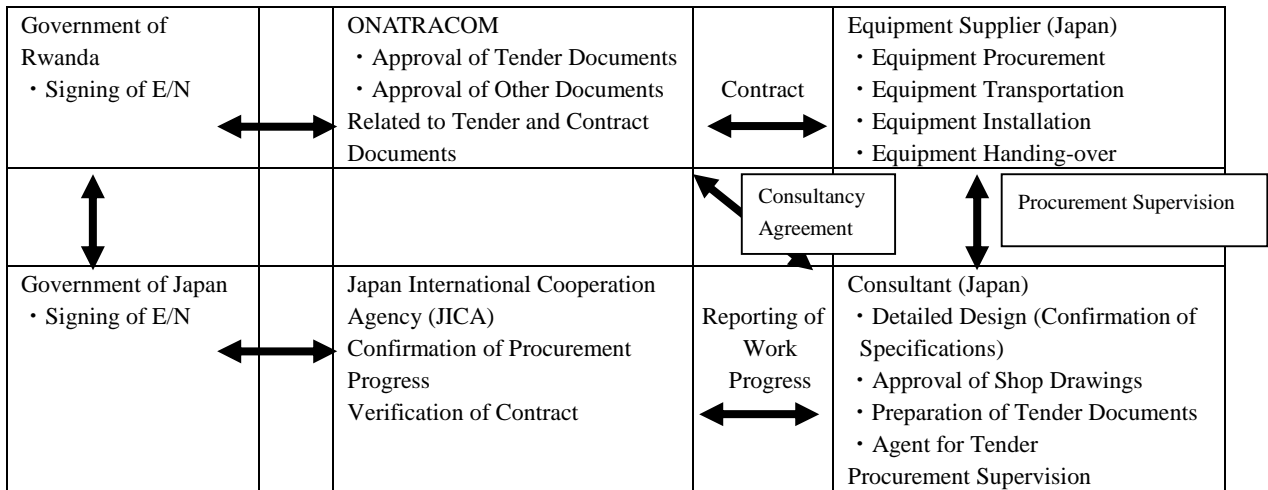 Government of
Rwanda
・Signing of E/N
ONATRACOM
・Approval of Tender Documents
・Approval of Other Documents
Related to Tender and Contract
Documents
Contract
Equipment Supplier (Japan)
・Equipment Procurement
・Equipment Transportation
・Equipment Installation
・Equipment Handing-over
Consultancy
Agreement
Procurement Supervision
Government of Japan
・Signing of E/N
Japan International Cooperation
Agency (JICA)
Confirmation of Procurement
Progress
Verification of Contract
Reporting of
Work
Progress
Consultant (Japan)
・Detailed Design (Confirmation of
Specifications)
・Approval of Shop Drawings
・Preparation of Tender Documents
・Agent for Tender
Procurement Supervision